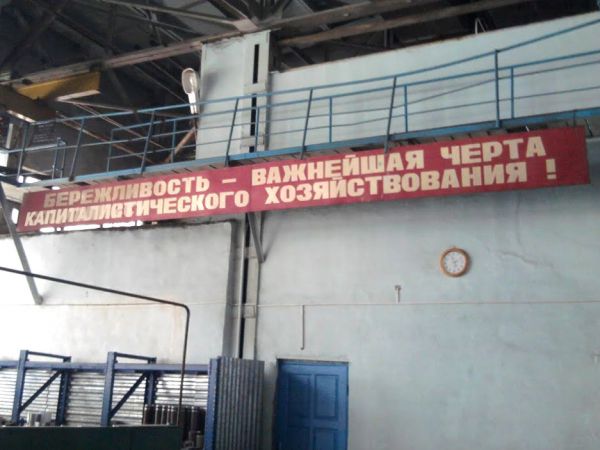 БЕРЕЖЛИВОСТЬ – ВАЖНЕЙШАЯ ЧЕРТА
КАПИТАЛИСТИЧЕСКОГО ХОЗЯЙСТВОВАНИЯ !